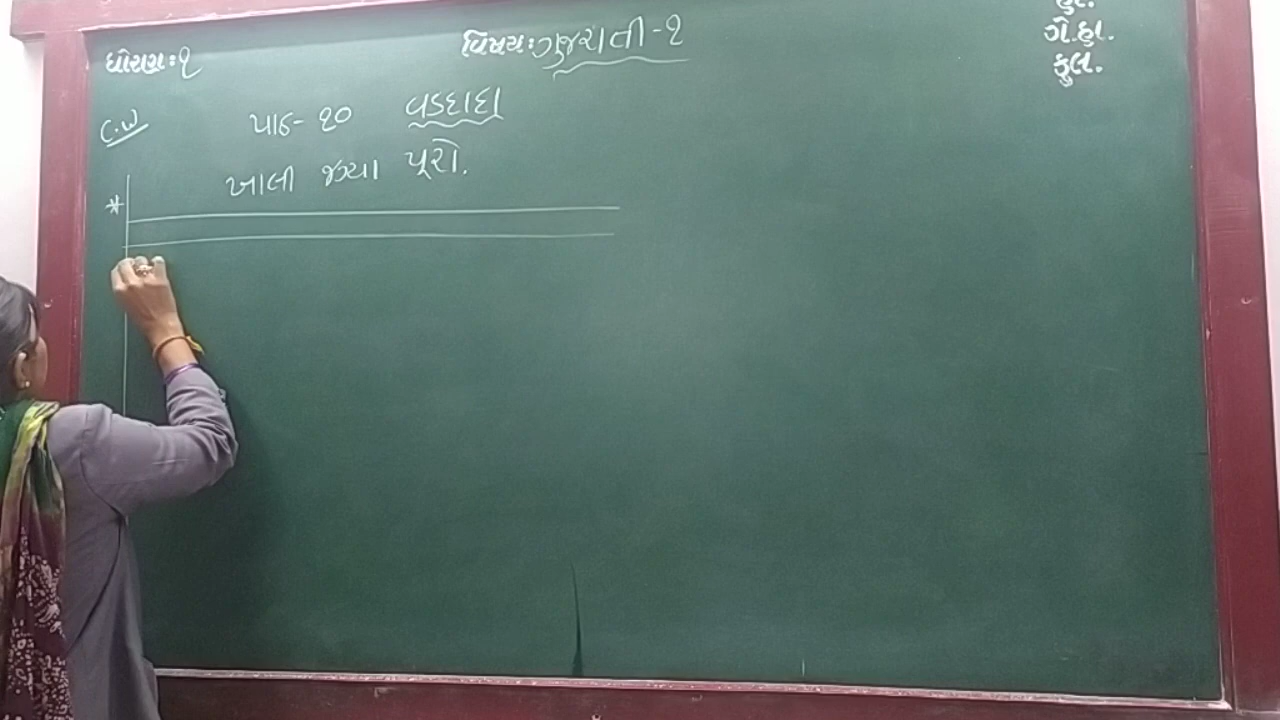 ધોરણ:૧
વિષય:ગુજરાતી-૧
ગે.હા.
કુલ.
C.W
પાઠ-૧૦ વડદાદા
* ખાલી જગ્યા પૂરો.